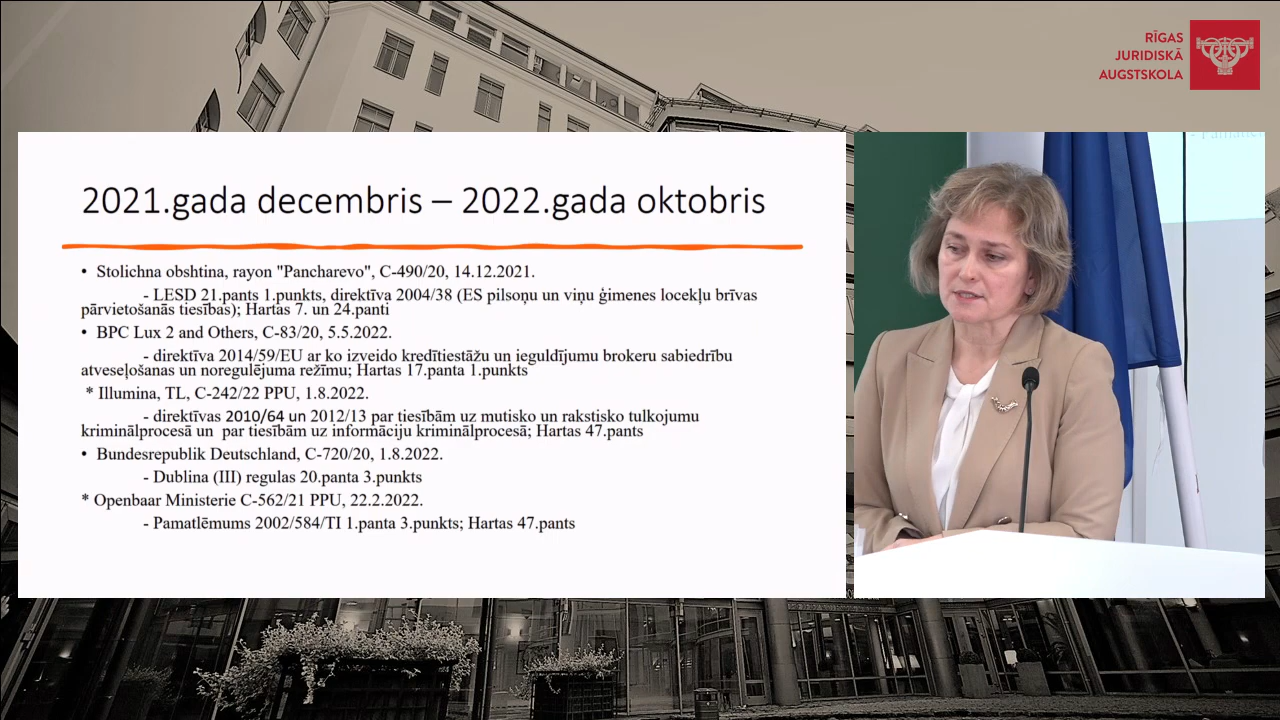 RĪGAS
JURIDISKĀ
AUGSTSKOLA
2021.gada decembris – 2022.gada oktobris
• Stolichna obshtina, rayon "Pancharevo", C-490/20, 14.12.2021.
- LESD 21.pants 1.punkts, direktīva 2004/38 (ES pilsoņu un viņu ģimenes locekļu brīvas
pārvietošanās tiesības); Hartas 7. un 24.panti
• BPC Lux 2 and Others, C-83/20, 5.5.2022.
- direktīva 2014/59/EU ar ko izveido kredītiestāžu un ieguldījumu brokeru sabiedrību
atveseļošanas un noregulējuma režīmu; Hartas 17.panta 1.punkts
* Illumina, TL, C-242/22 PPU, 1.8.2022.
- direktīvas 2010/64 un 2012/13 par tiesībām uz mutisko un rakstisko tulkojumu
kriminālprocesā un par tiesībām uz informāciju kriminālprocesā; Hartas 47.pants
• Bundesrepublik Deutschland, C-720/20, 1.8.2022.
- Dublina (III) regulas 20.panta 3.punkts
* Openbaar Ministerie C-562/21 PPU, 22.2.2022.
- Pamatlēmums 2002/584/TI 1.panta 3.punkts; Hartas 47.pants